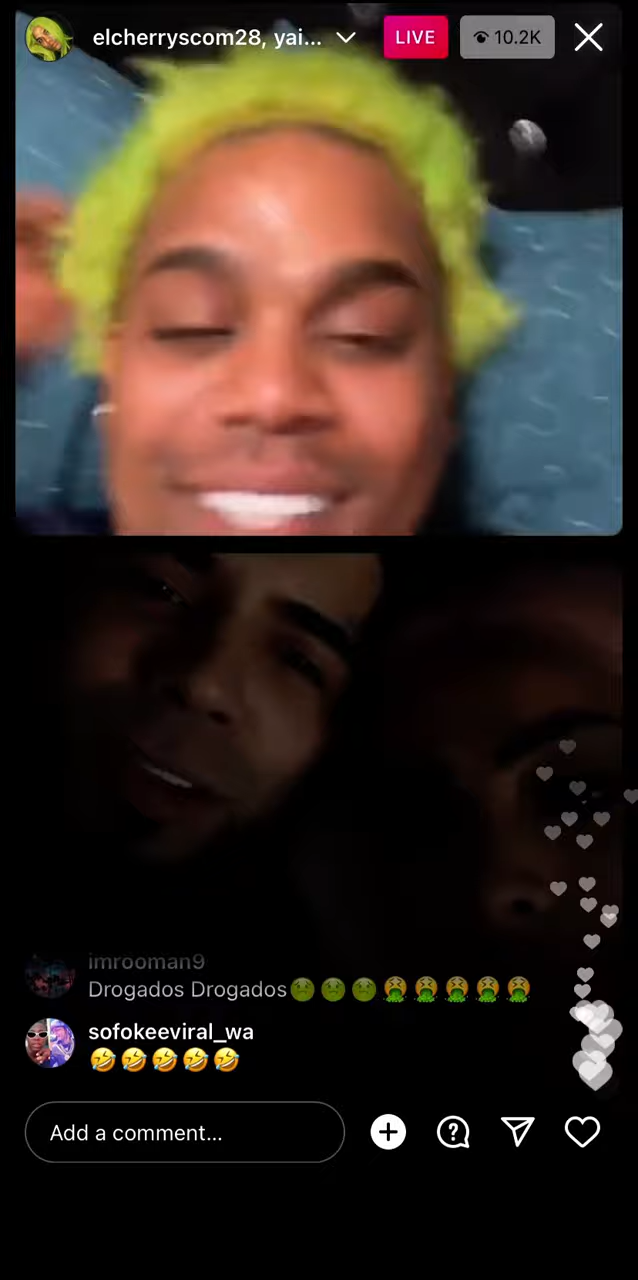 elcherryscom28, yai...
LIVE
10.2K
imrooman9
Drogados Drogados🤢🤢🤢🤮🤮🤮🤮🤮
sofokeeviral_wa
🤣🤣🤣🤣🤣
Add a comment...